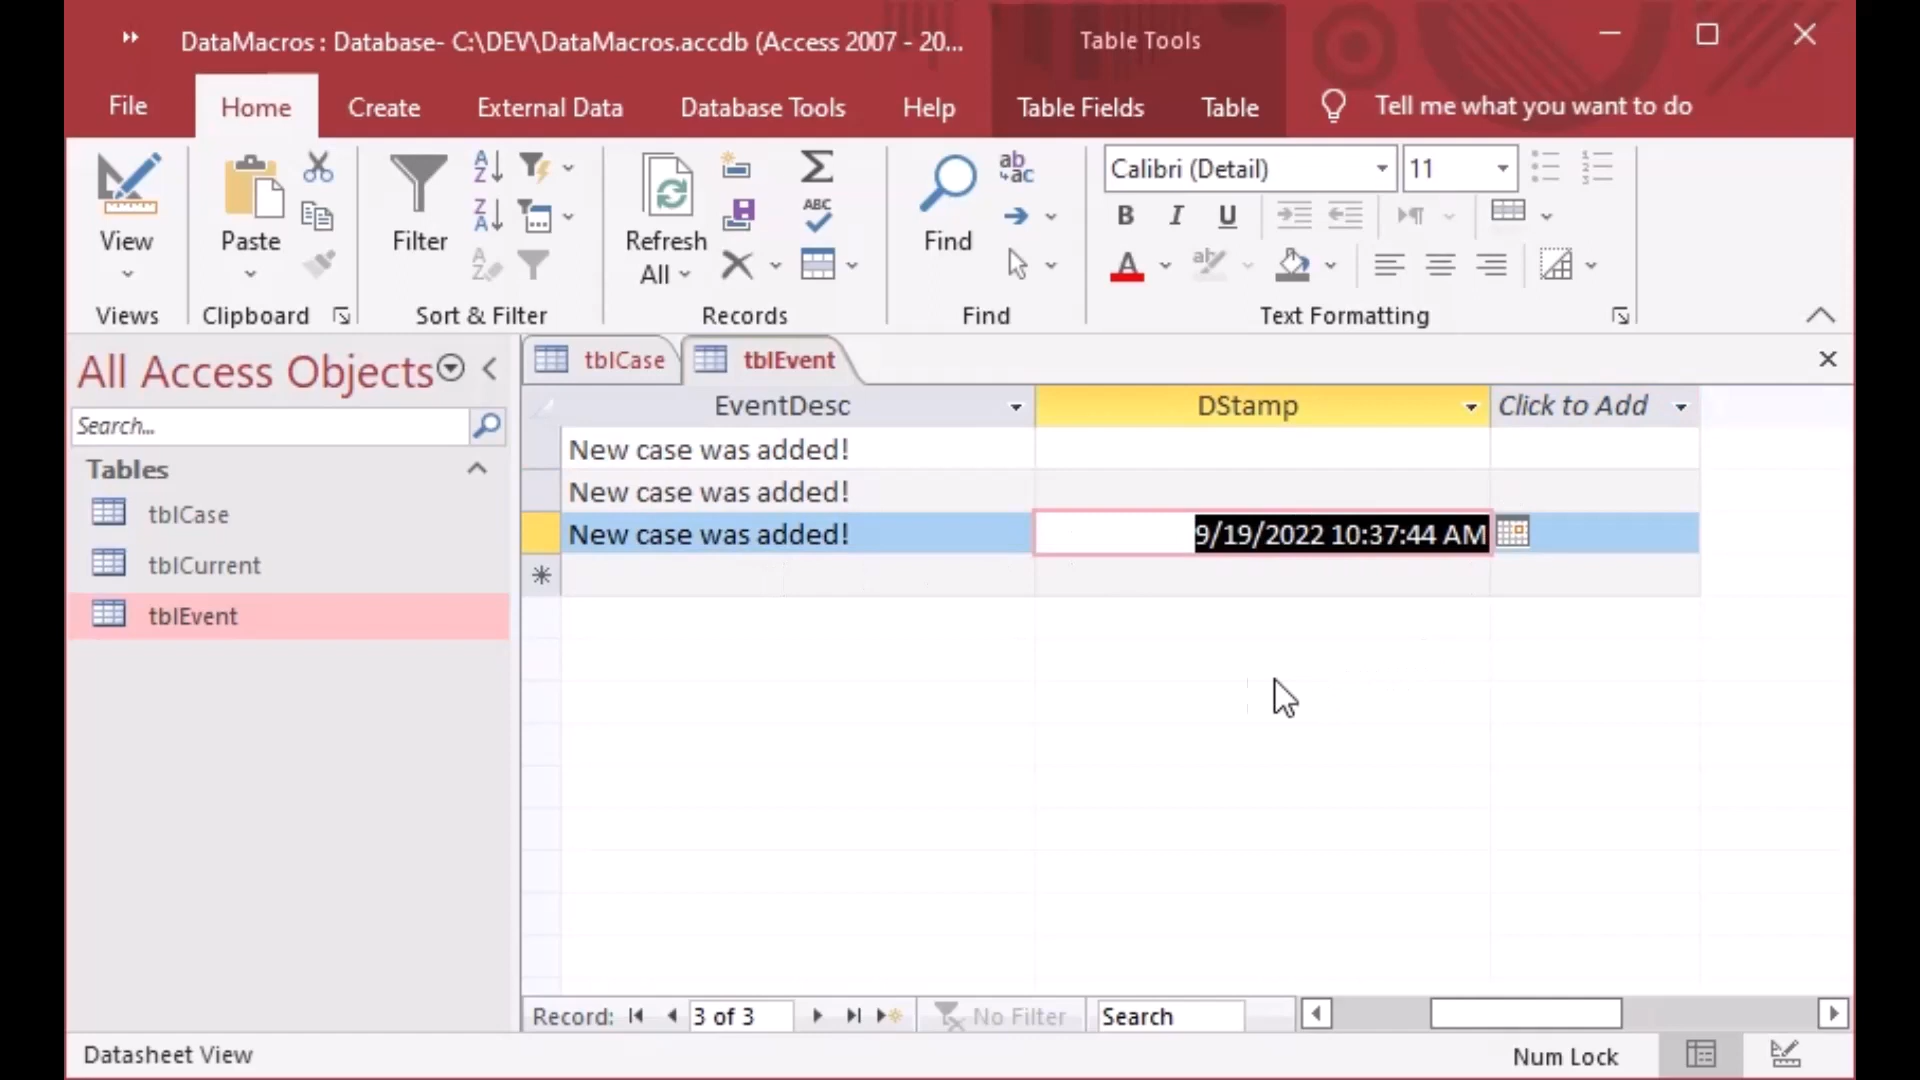 DataMacros : Database- C:\DEV\DataMacros.accdb (Access 2007 - 20...
Table Tools
File
Home
Create
External Data
Database Tools
Help
Table Fields
Table
Tell me what you want to do
View
Paste
Filter
Refresh
All
Find
Calibri (Detail)
11
Views
Clipboard
Sort & Filter
Records
Find
Text Formatting
All Access Objects
Search...
Tables
tblCase
tblCurrent
tblEvent
tblCase
tblEvent
EventDesc
DStamp
Click to Add
New case was added!
New case was added!
New case was added!
9/19/2022 10:37:44 AM
Record:
3 of 3
No Filter
Search
Datasheet View
Num Lock